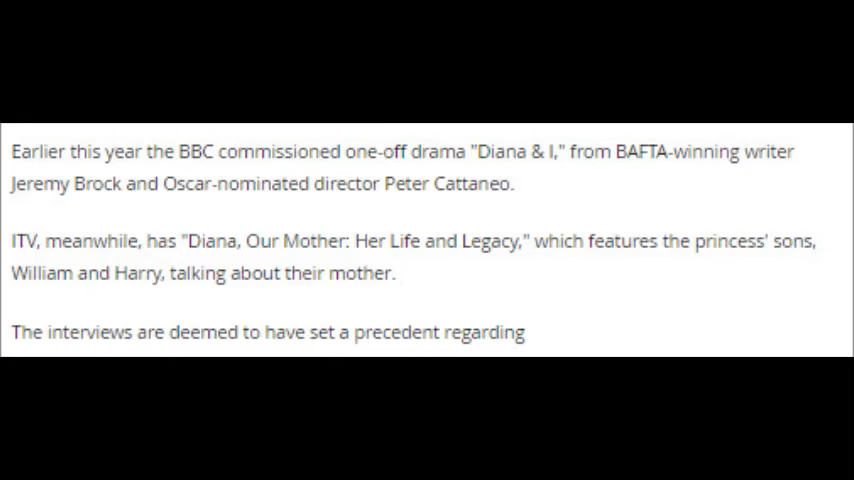 Earlier this year the BBC commissioned one-off drama "Diana & I," from BAFTA-winning writer
Jeremy Brock and Oscar-nominated director Peter Cattaneo.
ITV, meanwhile, has "Diana, Our Mother: Her Life and Legacy," which features the princess' sons,
William and Harry, talking about their mother.
The interviews are deemed to have set a precedent regarding